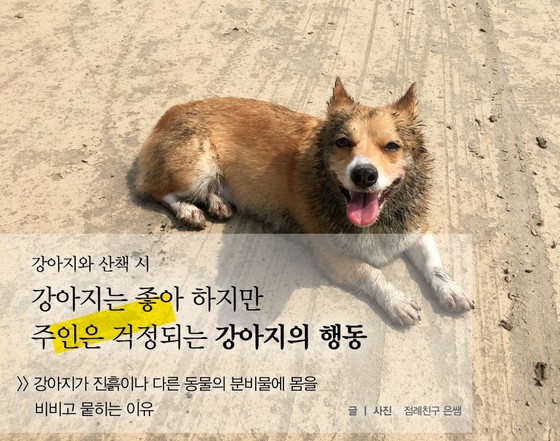 강아지와 산책 시
강아지는 좋아 하지만
주인은 걱정되는 강아지의 행동
>> 강아지가 진흙이나 다른 동물의 분비물에 몸을
비비고 뭍히는 이유
글 | 사진 점례친구 은쌤